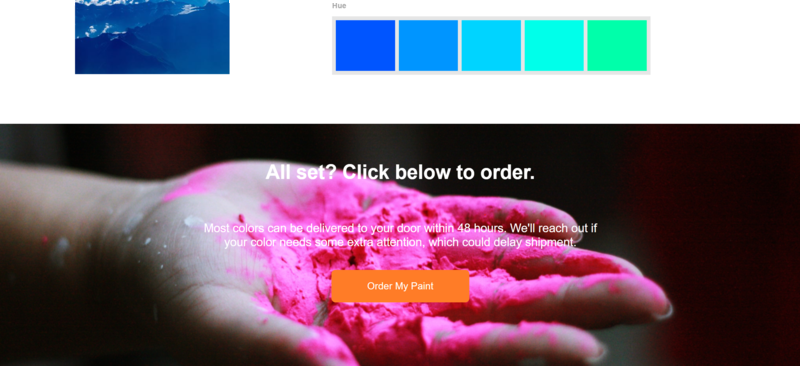 Hue
All set? Click below to order.
Most colors can be delivered to your door within 48 hours. We'll reach out if
your color needs some extra attention, which could delay shipment.
Order My Paint